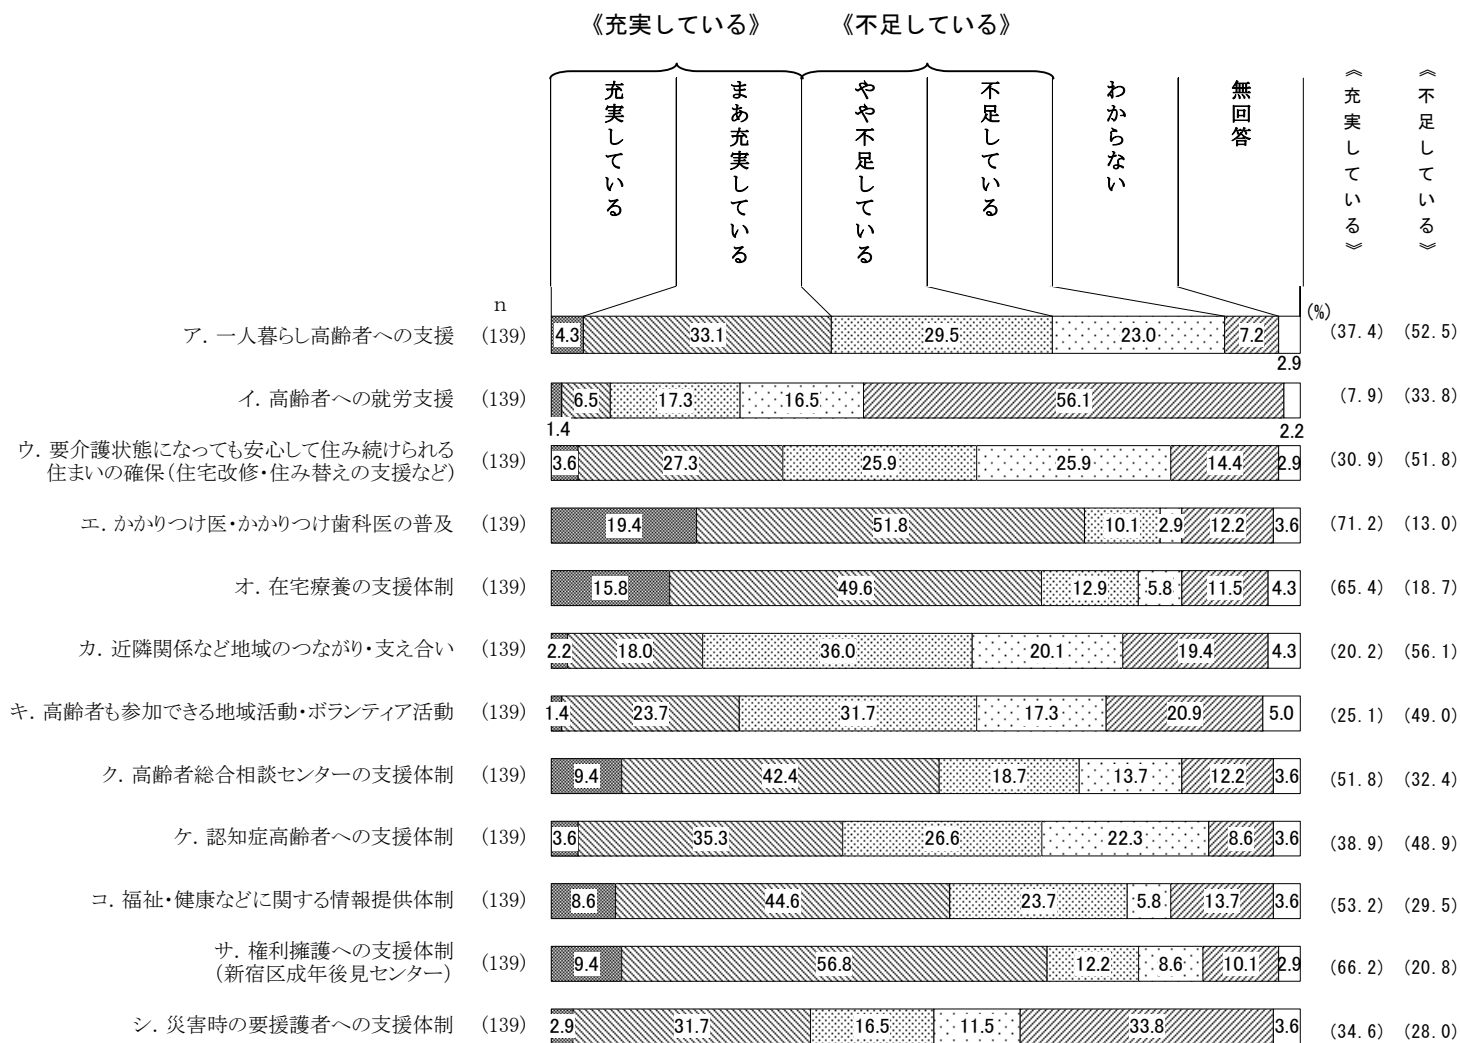 《充実している》 《不足している》
充実している まあ充実している やや不足している 不足している わからない 無回答 《充実している》 《不足している》
n
(%)
ア. 一人暮らし高齢者への支援 (139) 4.3 33.1 29.5 23.0 7.2 (37.4) (52.5)
2.9
イ. 高齢者への就労支援 (139) 6.5 17.3 16.5 56.1 (7.9) (33.8)
1.4 2.2
ウ. 要介護状態になっても安心して住み続けられる
住まいの確保(住宅改修・住み替えの支援など) (139) 3.6 27.3 25.9 25.9 14.4 2.9 (30.9) (51.8)
エ. かかりつけ医・かかりつけ歯科医の普及 (139) 19.4 51.8 10.1 2.9 12.2 3.6 (71.2) (13.0)
オ. 在宅療養の支援体制 (139) 15.8 49.6 12.9 5.8 11.5 4.3 (65.4) (18.7)
カ. 近隣関係など地域のつながり・支え合い (139) 2.2 18.0 36.0 20.1 19.4 4.3 (20.2) (56.1)
キ. 高齢者も参加できる地域活動・ボランティア活動 (139) 1.4 23.7 31.7 17.3 20.9 5.0 (25.1) (49.0)
ク. 高齢者総合相談センターの支援体制 (139) 9.4 42.4 18.7 13.7 12.2 3.6 (51.8) (32.4)
ケ. 認知症高齢者への支援体制 (139) 3.6 35.3 26.6 22.3 8.6 3.6 (38.9) (48.9)
コ. 福祉・健康などに関する情報提供体制 (139) 8.6 44.6 23.7 5.8 13.7 3.6 (53.2) (29.5)
サ. 権利擁護への支援体制
(新宿区成年後見センター) (139) 9.4 56.8 12.2 8.6 10.1 2.9 (66.2) (20.8)
シ. 災害時の要援護者への支援体制 (139) 2.9 31.7 16.5 11.5 33.8 3.6 (34.6) (28.0)